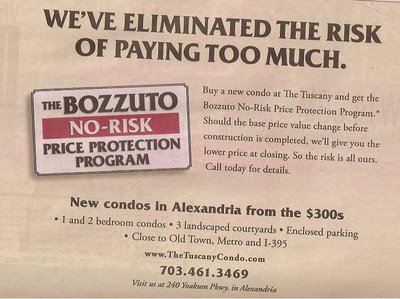 WE'VE ELIMINATED THE RISK
OF PAYING TOO MUCH.
THE BOZZUTO
NO-RISK
PRICE PROTECTION
PROGRAM
Buy a new condo at The Tuscany and get the
Bozzuto No-Risk Price Protection Program.*
Should the base price value change before
construction is completed, we'll give you the
lower price at closing. So the risk is all ours.
Call today for details.
New condos in Alexandria from the $300s
• 1 and 2 bedroom condos • 3 landscaped courtyards • Enclosed parking
• Close to Old Town, Metro and I-395
www.TheTuscanyCondo.com
703.461.3469
Visit us at 240 Yoakum Pkwy. in Alexandria